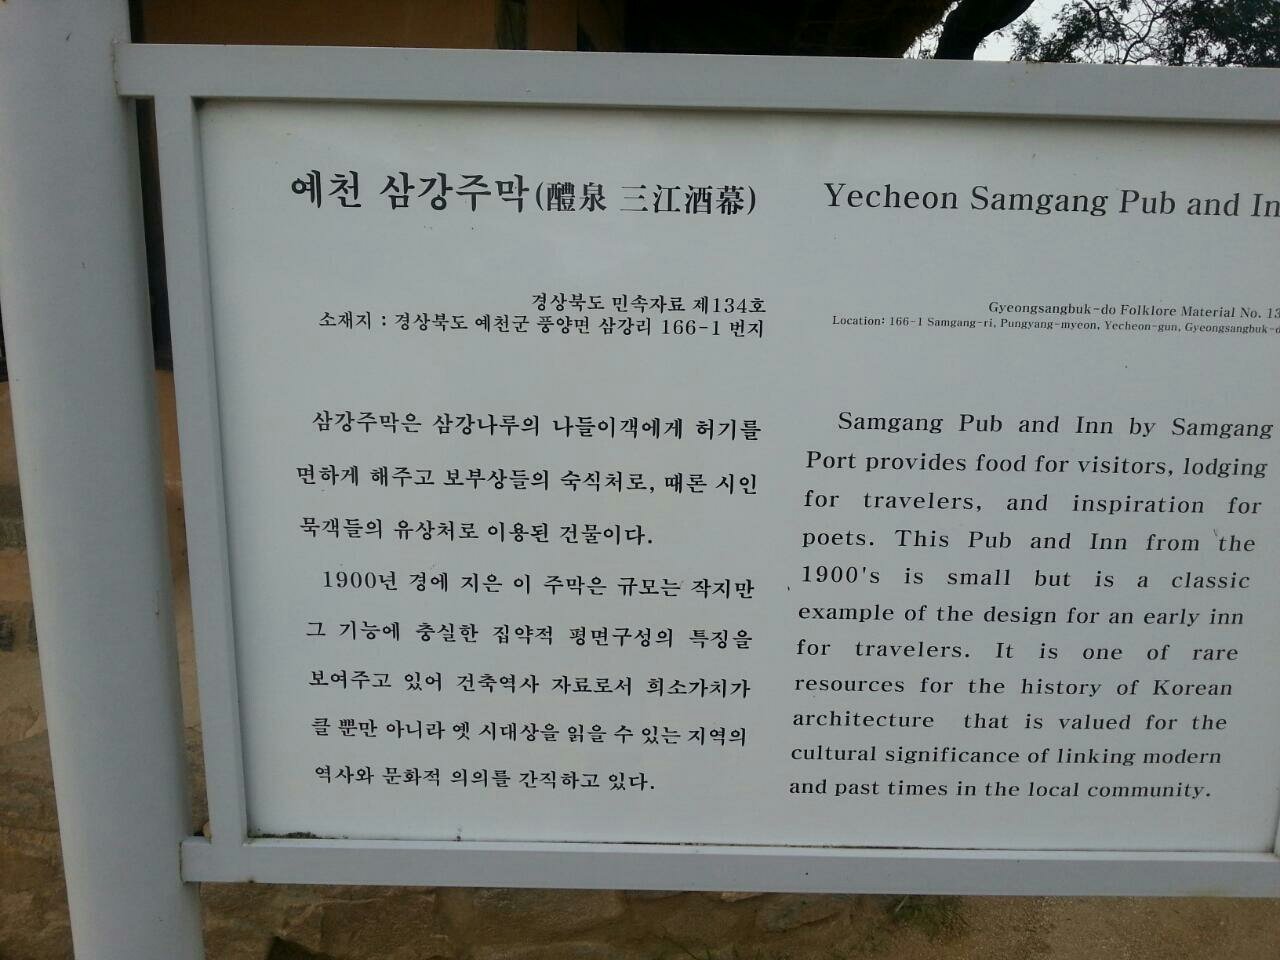 예천 삼강주막(醴泉 三江酒幕)
경상북도 민속자료 제134호
소재지 : 경상북도 예천군 풍양면 삼강리 166-1 번지
삼강주막은 삼강나루의 나들이객에게 허기를
면하게 해주고 보부상들의 숙식처로, 때론 시인
묵객들의 유상처로 이용된 건물이다.
1900년 경에 지은 이 주막은 규모는 작지만
그 기능에 충실한 집약적 평면구성의 특징을
보여주고 있어 건축역사 자료로서 희소가치가
클 뿐만 아니라 옛 시대상을 읽을 수 있는 지역의
역사와 문화적 의의를 간직하고 있다.
Yecheon Samgang Pub and In
Gyeongsangbuk-do Folklore Material No. 13
Location: 166-1 Samgang-ri, Pungyang-myeon, Yecheon-gun, Gyeongsangbuk-d
Samgang Pub and Inn by Samgang
Port provides food for visitors, lodging
for travelers, and inspiration for
poets. This Pub and Inn from the
1900's is small but is a classic
example of the design for an early inn
for travelers. It is one of rare
resources for the history of Korean
architecture that is valued for the
cultural significance of linking modern
and past times in the local community.